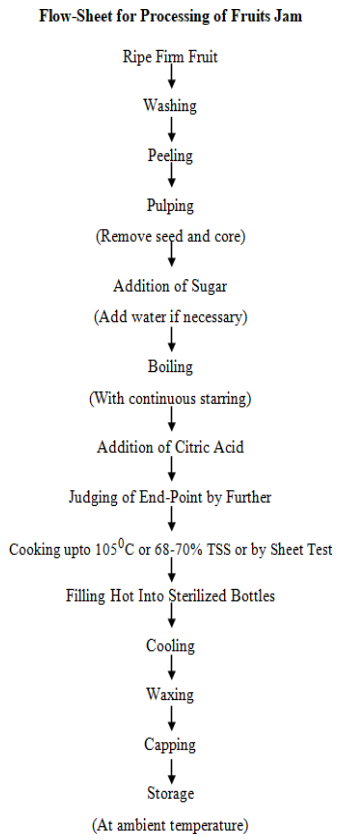 Flow-Sheet for Processing of Fruits Jam
Ripe Firm Fruit
Washing
Peeling
Pulping
(Remove seed and core)
Addition of Sugar
(Add water if necessary)
Boiling
(With continuous starring)
Addition of Citric Acid
Judging of End-Point by Further
Cooking upto 105⁰C or 68-70% TSS or by Sheet Test
Filling Hot Into Sterilized Bottles
Cooling
Waxing
Capping
Storage
(At ambient temperature)